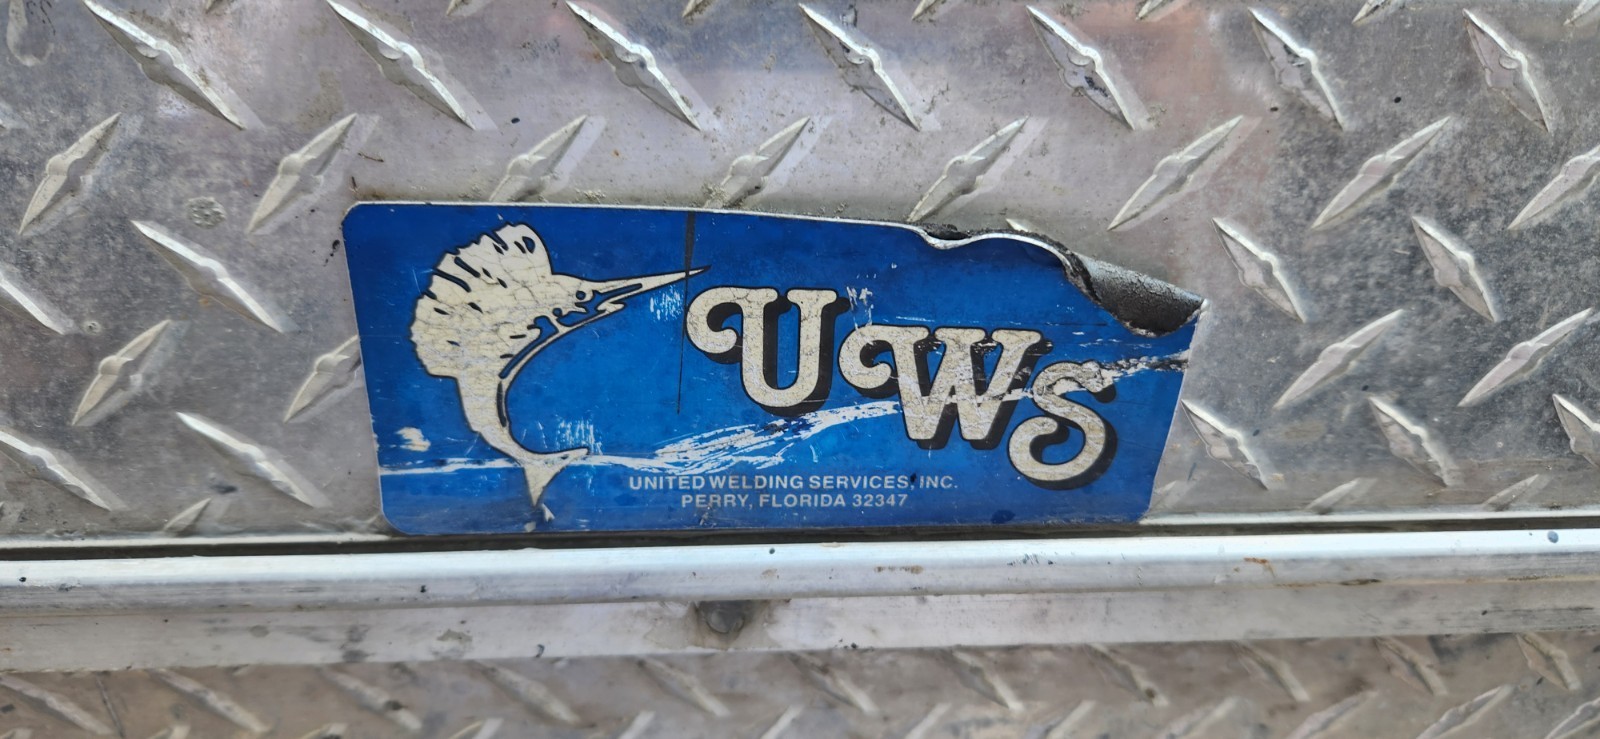 UWS
UNITED WELDING SERVICES, INC.
PERRY, FLORIDA 32347